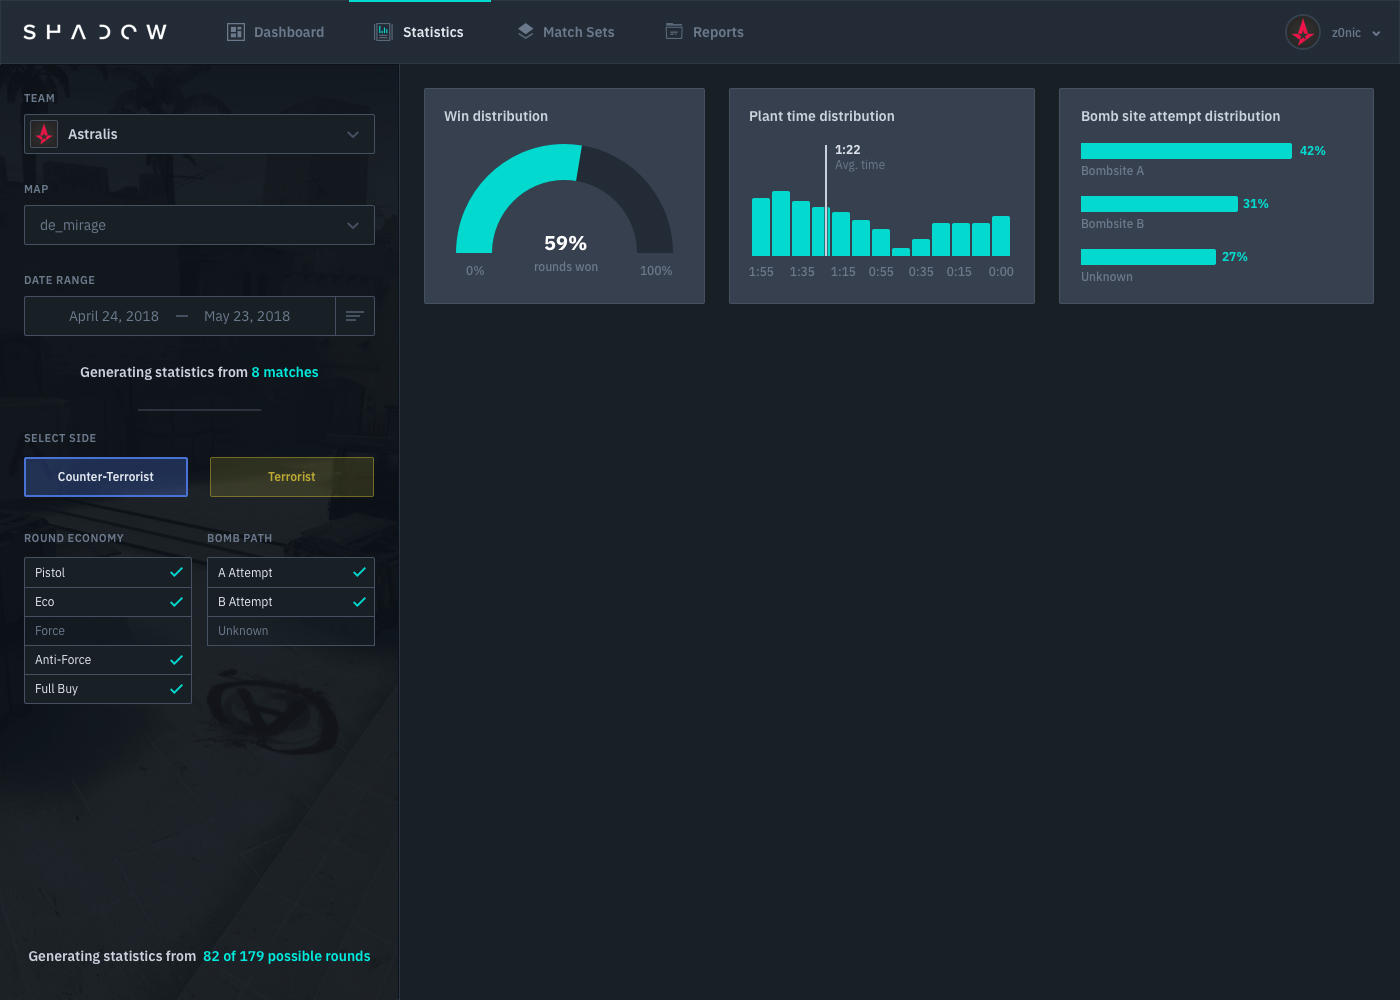 SHADOW
Dashboard
Statistics
Match Sets
Reports
z0nic
TEAM
Astralis
MAP
de_mirage
DATE RANGE
April 24, 2018 — May 23, 2018
Generating statistics from 8 matches
SELECT SIDE
Counter-Terrorist
Terrorist
ROUND ECONOMY
Pistol
Eco
Force
Anti-Force
Full Buy
BOMB PATH
A Attempt
B Attempt
Unknown
Generating statistics from 82 of 179 possible rounds
Win distribution
59%
rounds won
0%
100%
Plant time distribution
1:22
Avg. time
1:55 1:35 1:15 0:55 0:35 0:15 0:00
Bomb site attempt distribution
42%
Bombsite A
31%
Bombsite B
27%
Unknown